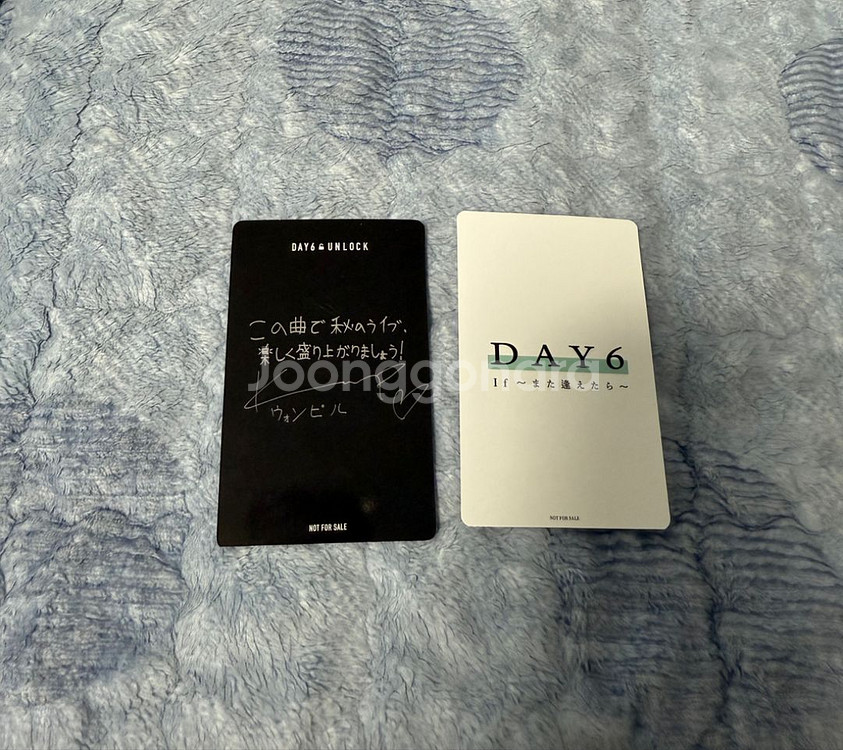 DAY6 UNLOCK
この曲で秋のライブ、
楽しく盛り上がりましょう!
ウォンピル
NOT FOR SALE
DAY6
If ～また逢えたら～
NOT FOR SALE
Joonggonara